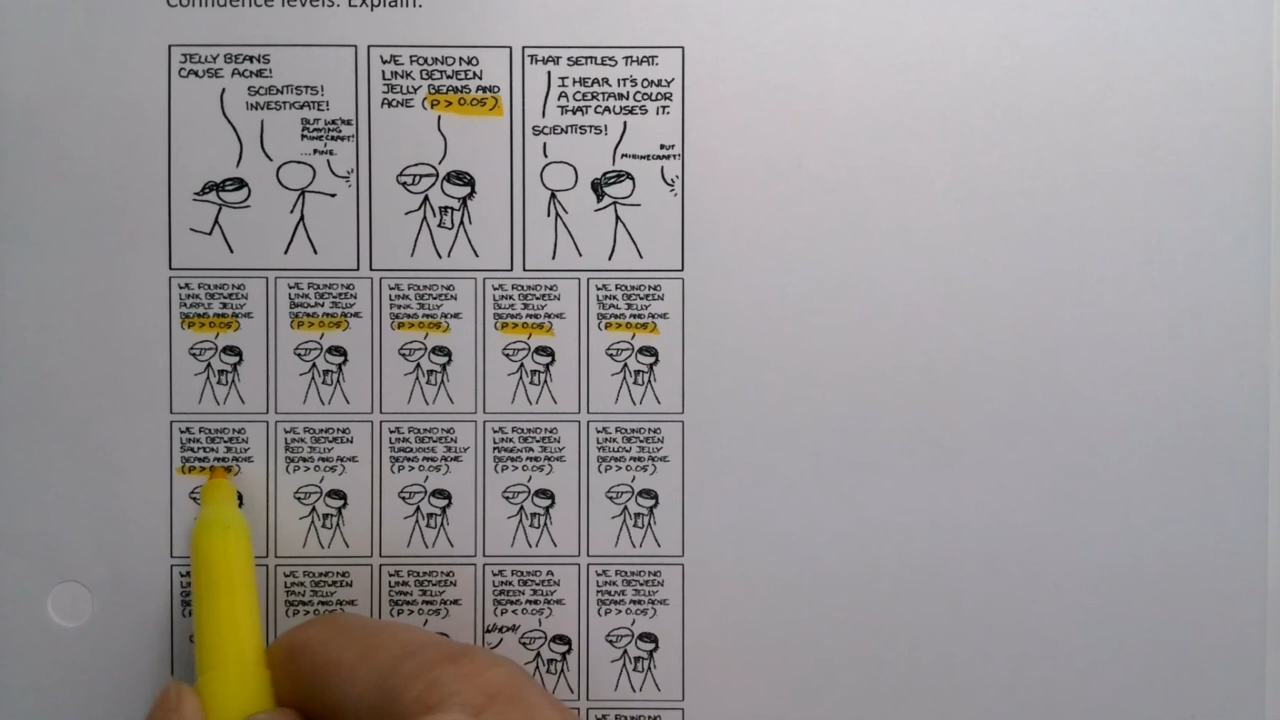 Confidence levels. Explain.
JELLY BEANS
CAUSE ACNE!
SCIENTISTS!
INVESTIGATE!
BUT WE'RE
PLAYING
MINECRAFT!
...FINE.
WE FOUND NO
LINK BETWEEN
JELLY BEANS AND
ACNE (P > 0.05).
THAT SETTLES THAT.
I HEAR IT'S ONLY
A CERTAIN COLOR
THAT CAUSES IT.
SCIENTISTS!
BUT
MIIINECRAFT!
WE FOUND NO
LINK BETWEEN
PURPLE JELLY
BEANS AND ACNE
(P > 0.05).
WE FOUND NO
LINK BETWEEN
BROWN JELLY
BEANS AND ACNE
(P > 0.05).
WE FOUND NO
LINK BETWEEN
PINK JELLY
BEANS AND ACNE
(P > 0.05).
WE FOUND NO
LINK BETWEEN
BLUE JELLY
BEANS AND ACNE
(P > 0.05).
WE FOUND NO
LINK BETWEEN
TEAL JELLY
BEANS AND ACNE
(P > 0.05).
WE FOUND NO
LINK BETWEEN
SALMON JELLY
BEANS AND ACNE
(P > 0.05).
WE FOUND NO
LINK BETWEEN
RED JELLY
BEANS AND ACNE
(P > 0.05).
WE FOUND NO
LINK BETWEEN
TURQUOISE JELLY
BEANS AND ACNE
(P > 0.05).
WE FOUND NO
LINK BETWEEN
MAGENTA JELLY
BEANS AND ACNE
(P > 0.05).
WE FOUND NO
LINK BETWEEN
YELLOW JELLY
BEANS AND ACNE
(P > 0.05).
WE FOUND NO
LINK BETWEEN
TAN JELLY
BEANS AND ACNE
(P > 0.05).
WE FOUND NO
LINK BETWEEN
CYAN JELLY
BEANS AND ACNE
(P > 0.05).
WE FOUND A
LINK BETWEEN
GREEN JELLY
BEANS AND ACNE
(P < 0.05).
WHOA!
WE FOUND NO
LINK BETWEEN
MAUVE JELLY
BEANS AND ACNE
(P > 0.05).
WE FOUND NO